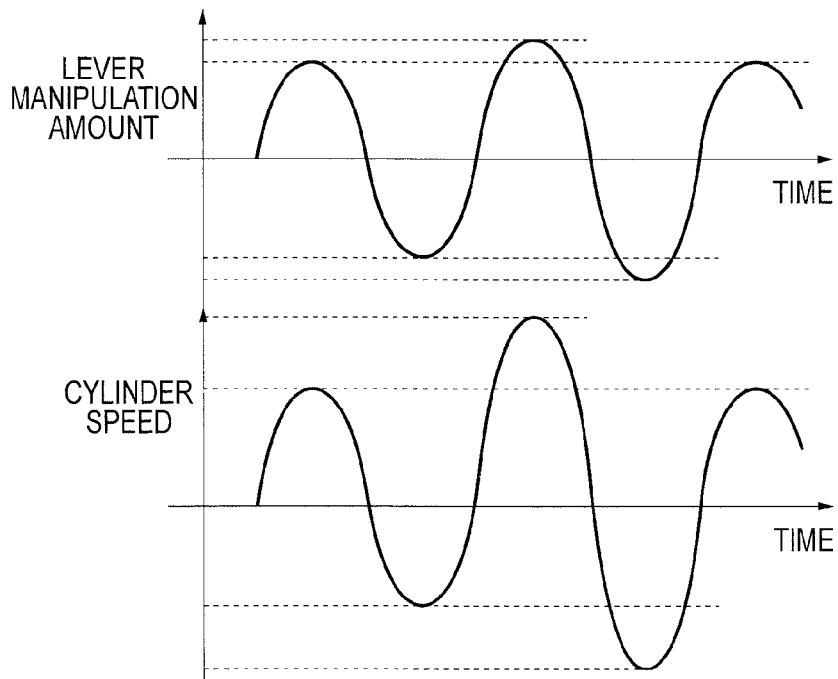 LEVER
MANIPULATION
AMOUNT
TIME
CYLINDER
SPEED
TIME